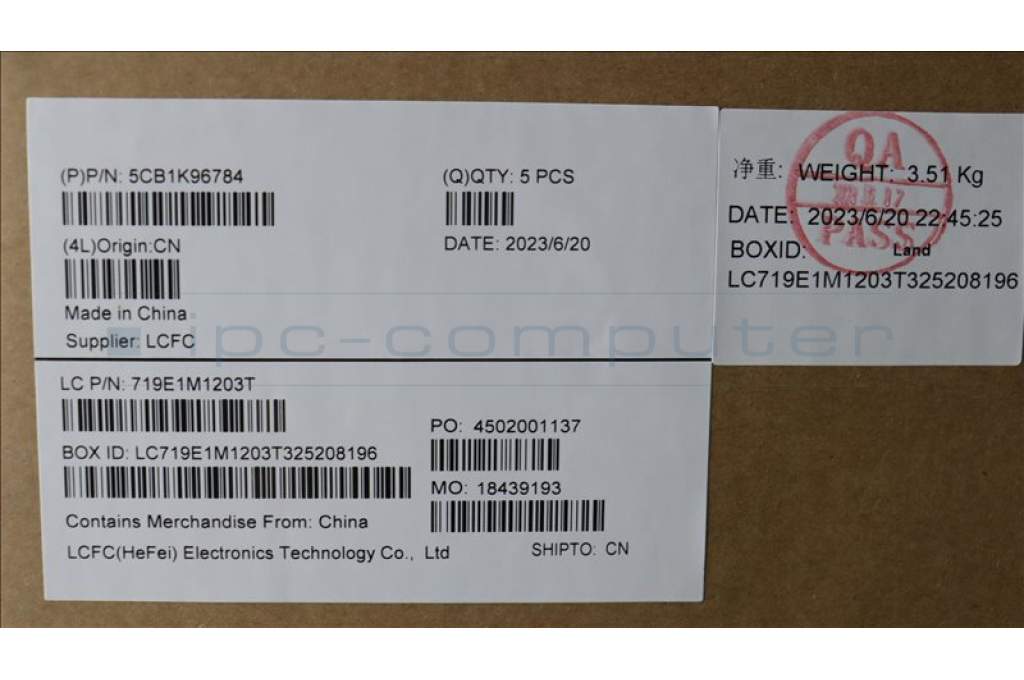 (P)P/N: 5CB1K96784
(Q)QTY: 5 PCS
(4L)Origin:CN
DATE: 2023/6/20
Made in China
Supplier: LCFC
LC P/N: 719E1M1203T
PO: 4502001137
BOX ID: LC719E1M1203T325208196
MO: 18439193
Contains Merchandise From: China
LCFC(HeFei) Electronics Technology Co., Ltd
SHIPTO: CN
净重: WEIGHT: 3.51 Kg
DATE: 2023/6/20 22:45:25
BOXID: Land
LC719E1M1203T325208196
QA
PASS
ipc-computer